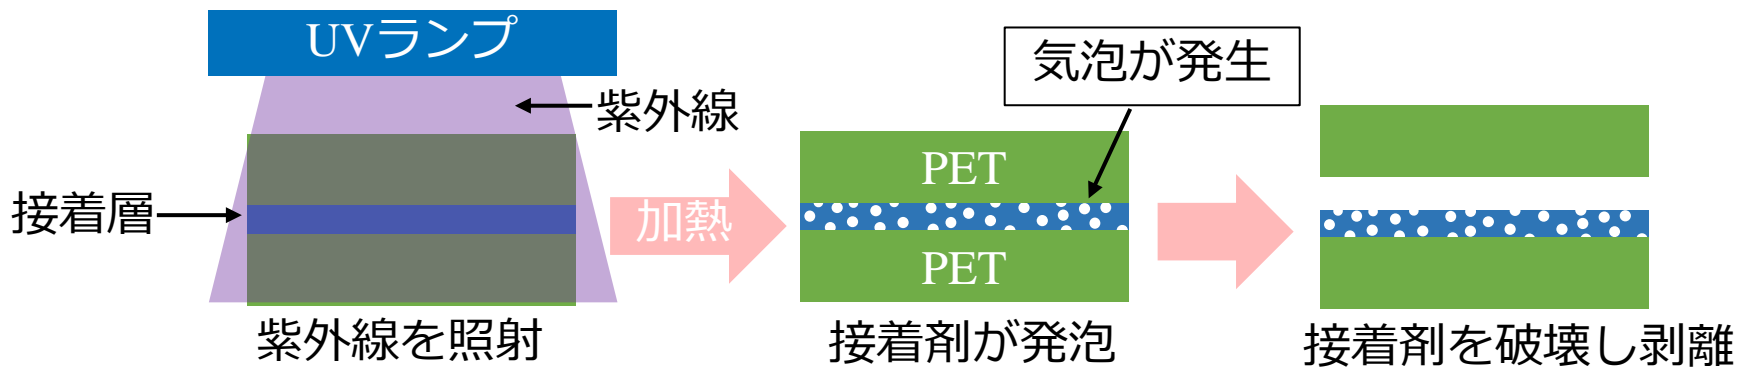 UVランプ
紫外線
接着層
紫外線を照射
加熱
気泡が発生
PET
PET
接着剤が発泡
接着剤を破壊し剥離